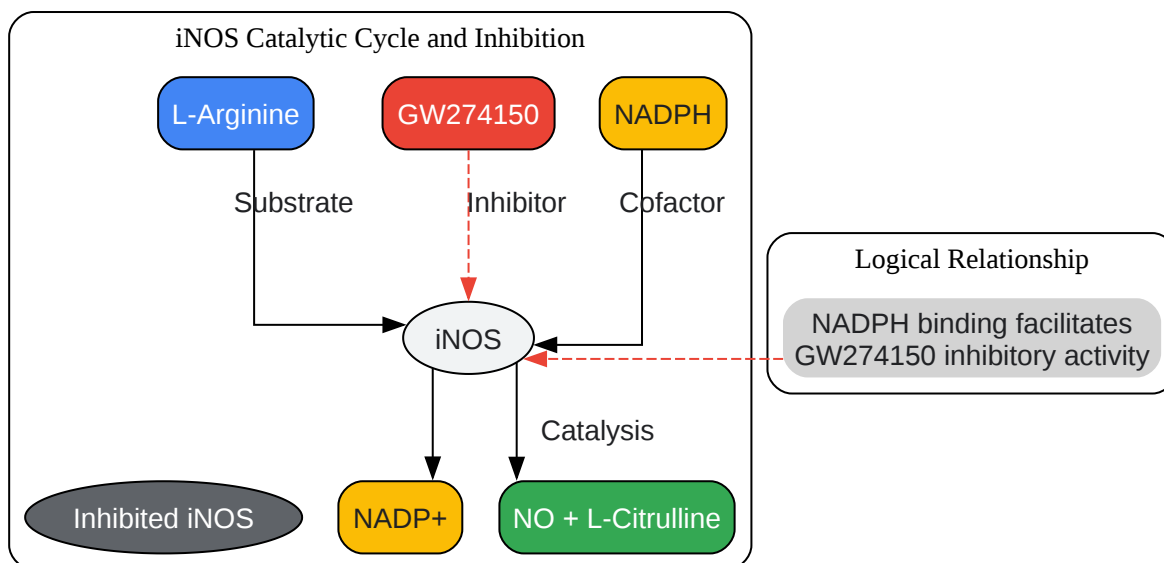 iNOS Catalytic Cycle and Inhibition
L-Arginine
GW274150
NADPH
Substrate
Inhibitor
Cofactor
Logical Relationship
NADPH binding facilitates
GW274150 inhibitory activity
iNOS
Catalysis
Inhibited iNOS
NADP+
NO + L-Citrulline